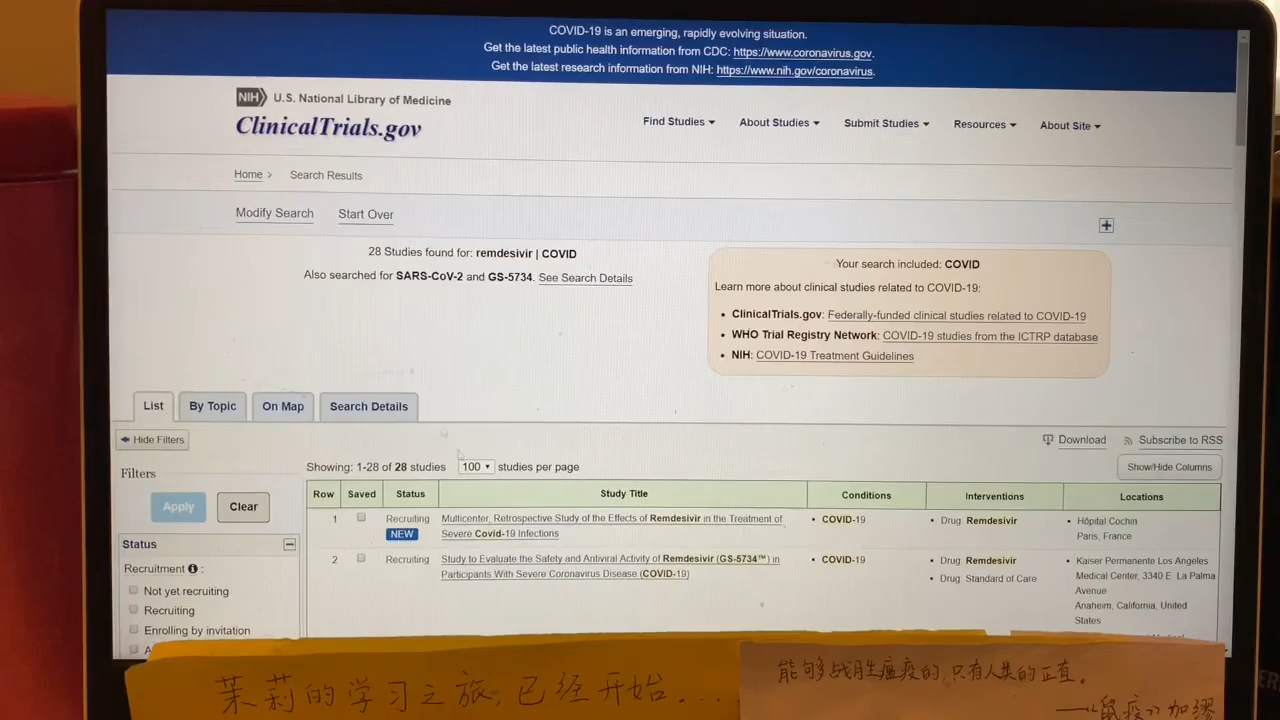 COVID-19 is an emerging, rapidly evolving situation.
Get the latest public health information from CDC: https://www.coronavirus.gov.
Get the latest research information from NIH: https://www.nih.gov/coronavirus.
NIH U.S. National Library of Medicine
ClinicalTrials.gov
Find Studies About Studies Submit Studies Resources About Site
Home > Search Results
Modify Search Start Over
28 Studies found for: remdesivir | COVID
Also searched for SARS-CoV-2 and GS-5734. See Search Details
Your search included: COVID
Learn more about clinical studies related to COVID-19:
• ClinicalTrials.gov: Federally-funded clinical studies related to COVID-19
• WHO Trial Registry Network: COVID-19 studies from the ICTRP database
• NIH: COVID-19 Treatment Guidelines
List By Topic On Map Search Details
Hide Filters
Download Subscribe to RSS
Showing: 1-28 of 28 studies 100 studies per page
Show/Hide Columns
Filters
Apply Clear
Status
Recruitment :
Not yet recruiting
Recruiting
Enrolling by invitation
A
Row Saved Status Study Title Conditions Interventions Locations
1 Recruiting Multicenter, Retrospective Study of the Effects of Remdesivir in the Treatment of • COVID-19 • Drug: Remdesivir • Hôpital Cochin
NEW Severe Covid-19 Infections Paris, France
2 Recruiting Study to Evaluate the Safety and Antiviral Activity of Remdesivir (GS-5734™) in • COVID-19 • Drug: Remdesivir • Kaiser Permanente Los Angeles
Participants With Severe Coronavirus Disease (COVID-19) • Drug: Standard of Care Medical Center, 3340 E. La Palma
Avenue
Anaheim, California, United
States
茉莉的学习之旅,已经开始....
能够战胜瘟疫的,只有人类的正直。
——《鼠疫》加缪